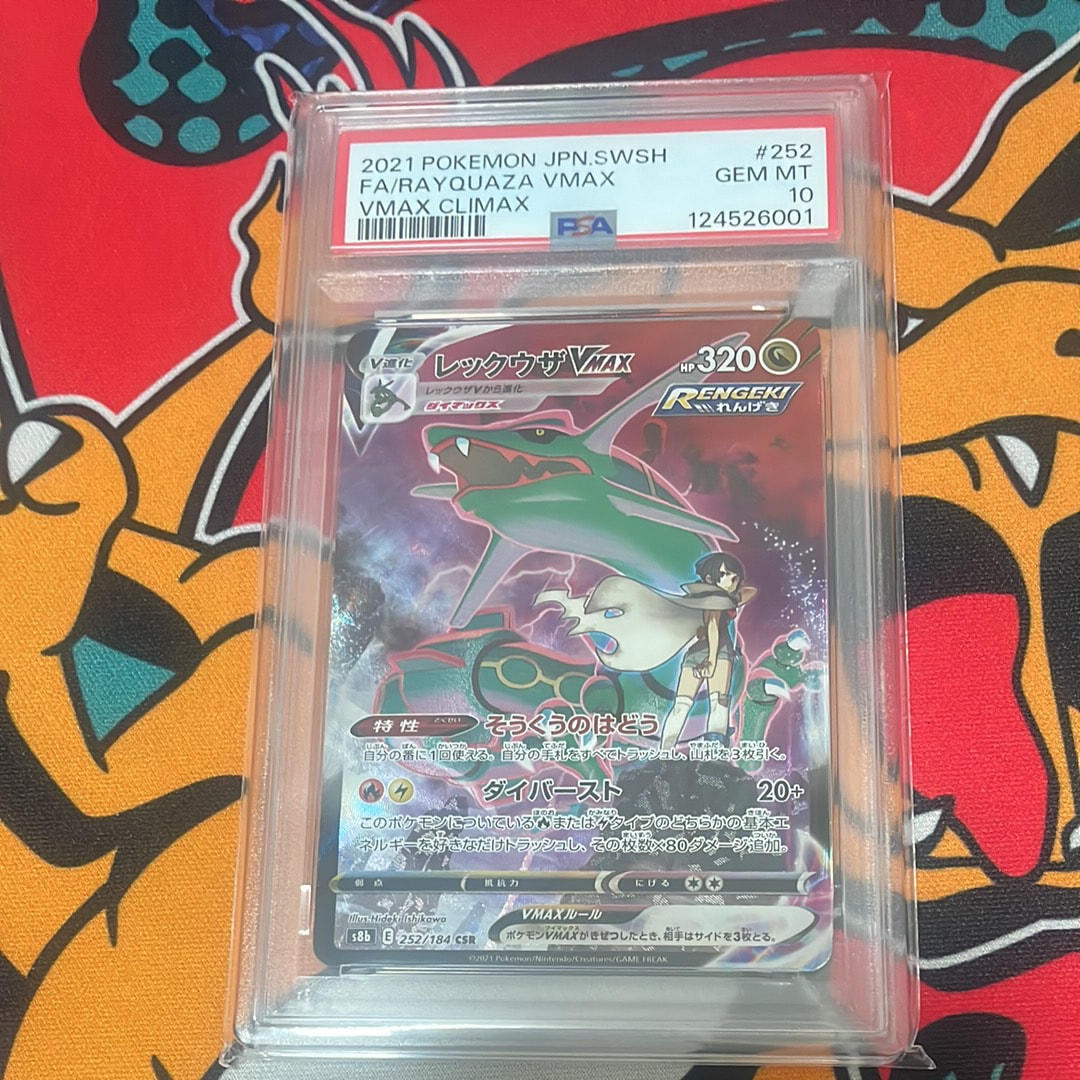 2021 POKEMON JPN.SWSH #252
FA/RAYQUAZA VMAX GEM MT
VMAX CLIMAX 10
PSA 124526001
V進化 レックウザVMAX HP320
レックウザVから進化
ダイマックス
RENGEKI
れんげき
特性 とくせい そうくうのはどう
自分の番に1回使える。自分の手札をすべてトラッシュし、山札を3枚引く。
ダイバースト 20+
このポケモンについている または タイプのどちらかの基本エ
ネルギーを好きなだけトラッシュし、その枚数×80ダメージ追加。
弱点 抵抗力 にげる
Illus.Hideki Ishikawa
VMAXルール
s8b E 252/184 CSR
ポケモンVMAXがきぜつしたとき、相手はサイドを3枚とる。
©2021 Pokémon/Nintendo/Creatures/GAME FREAK